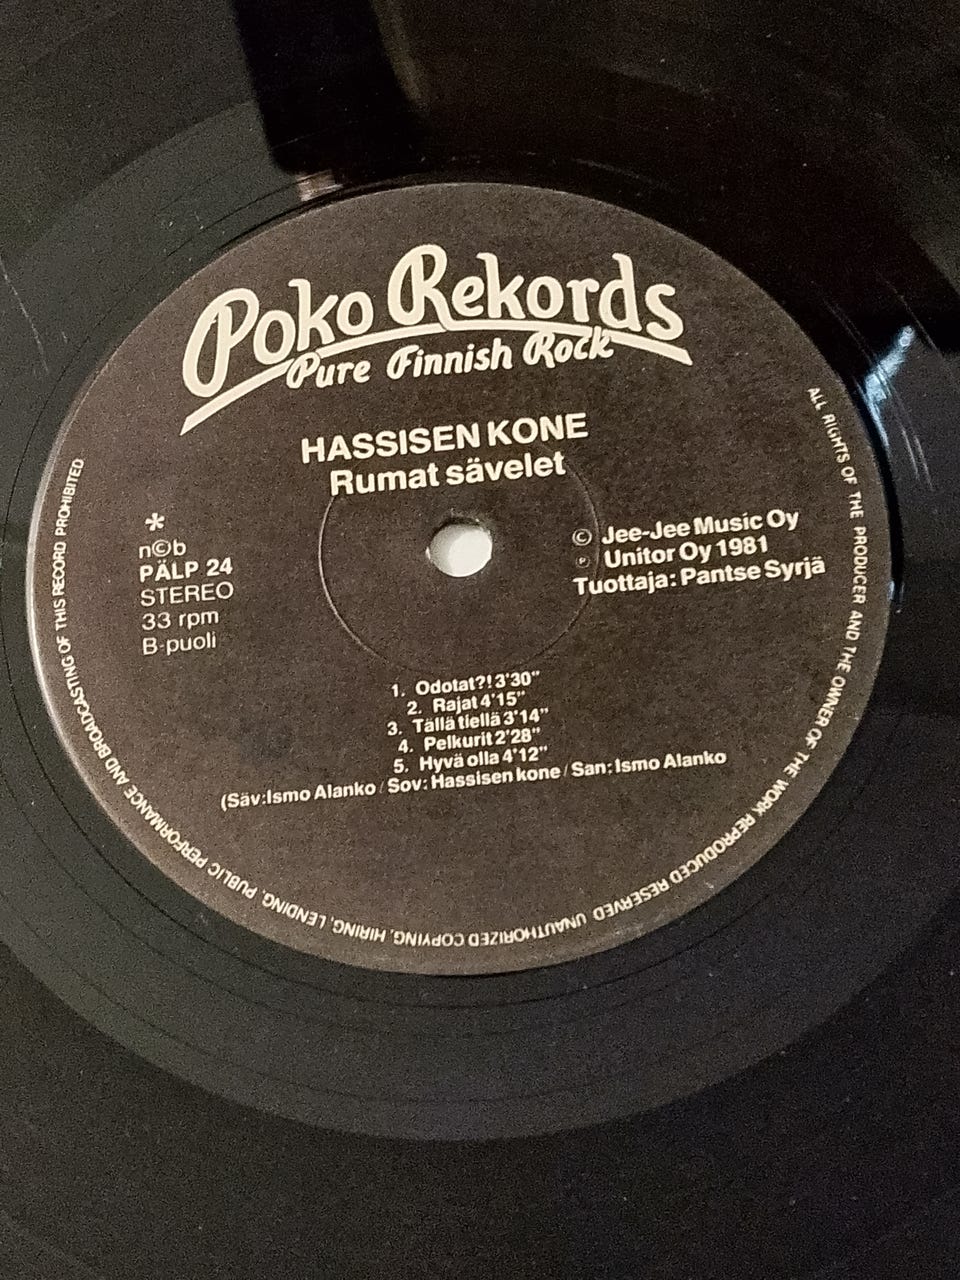 Poko Rekords
Pure Finnish Rock
HASSISEN KONE
Rumat sävelet
*
n©b
PÄLP 24
STEREO
33 rpm
B-puoli
© Jee-Jee Music Oy
℗ Unitor Oy 1981
Tuottaja: Pantse Syrjä
1. Odotat?! 3'30"
2. Rajat 4'15"
3. Tällä tiellä 3'14"
4. Pelkurit 2'28"
5. Hyvä olla 4'12"
(Säv:Ismo Alanko / Sov: Hassisen kone / San: Ismo Alanko
ALL RIGHTS OF THE PRODUCER AND THE OWNER OF THE WORK REPRODUCED RESERVED UNAUTHORIZED COPYING, HIRING, LENDING, PUBLIC PERFORMANCE AND BROADCASTING OF THIS RECORD PROHIBITED